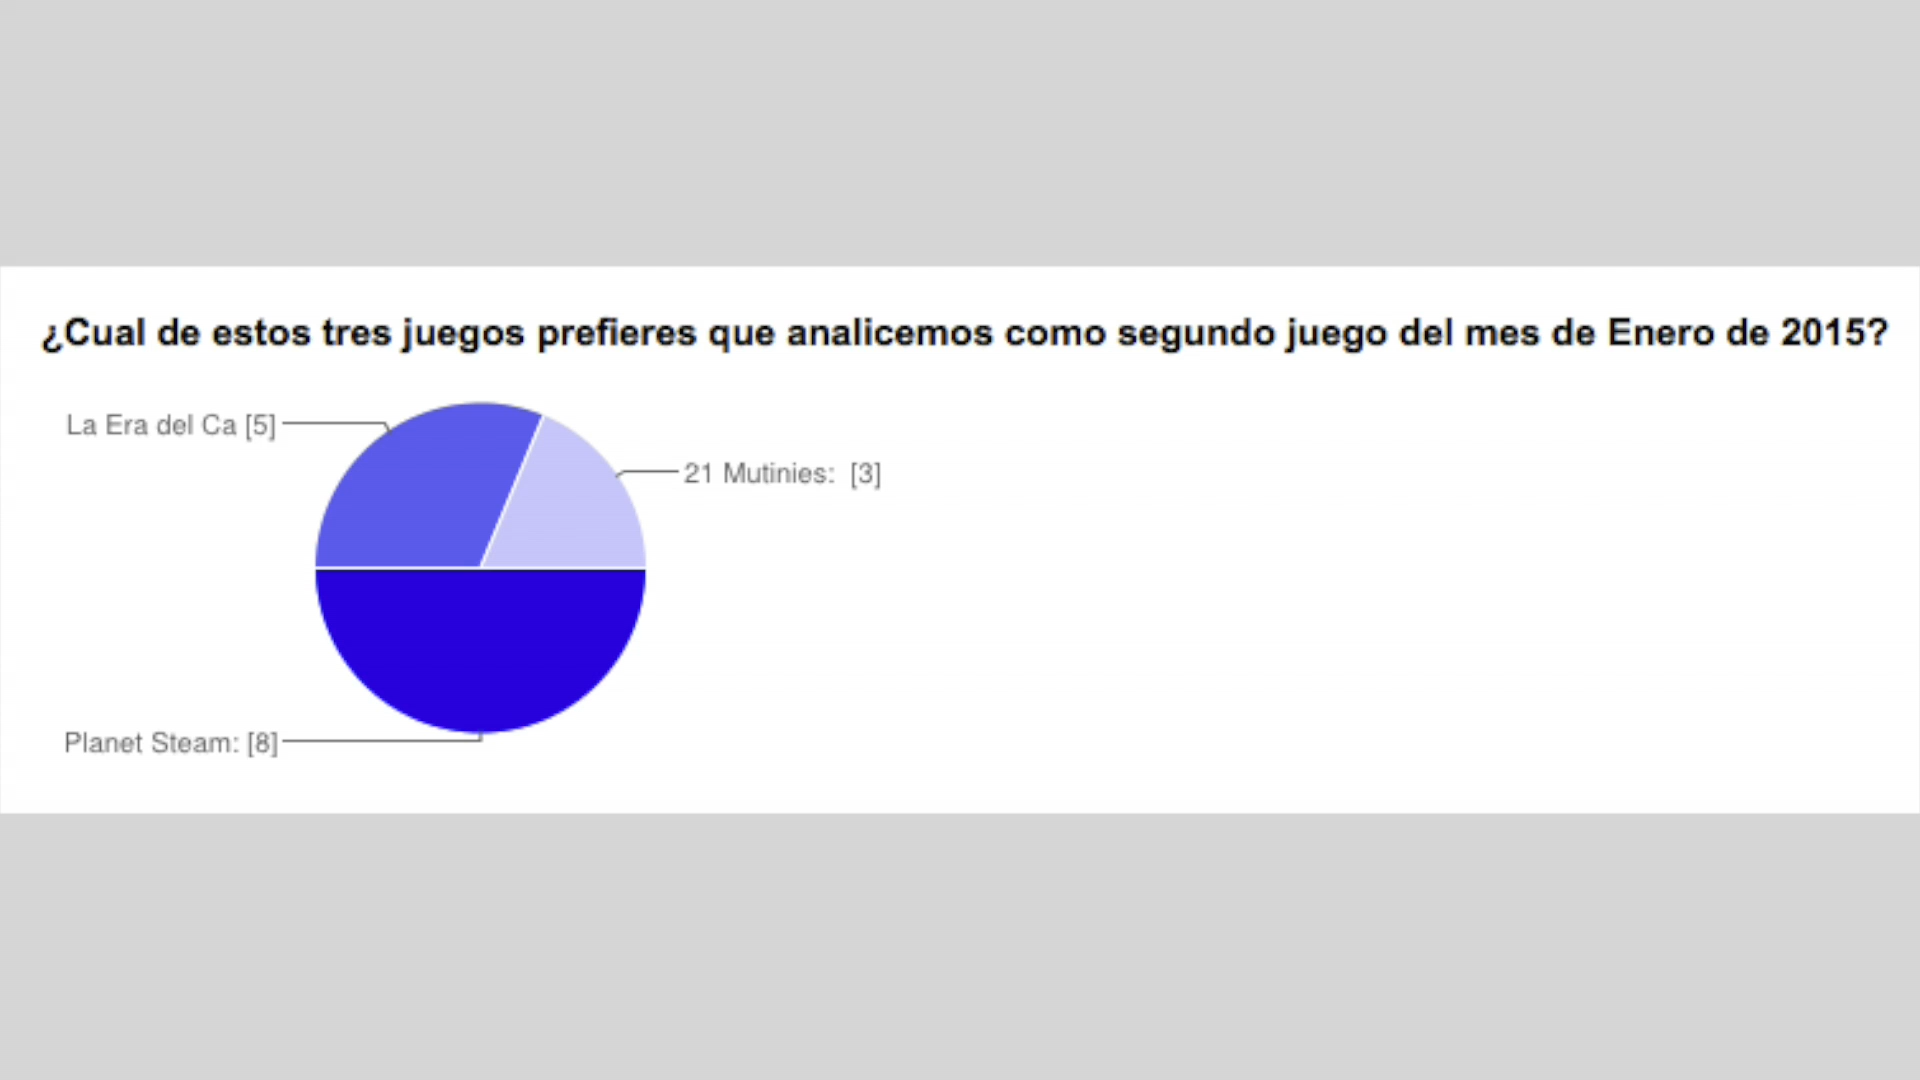 ¿Cual de estos tres juegos prefieres que analicemos como segundo juego del mes de Enero de 2015?
La Era del Ca [5]
21 Mutinies: [3]
Planet Steam: [8]